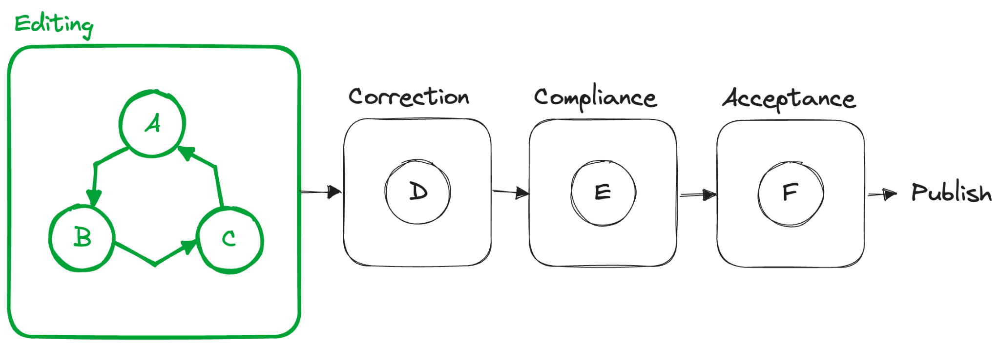 Editing
A
B
C
Correction
D
Compliance
E
Acceptance
F
Publish